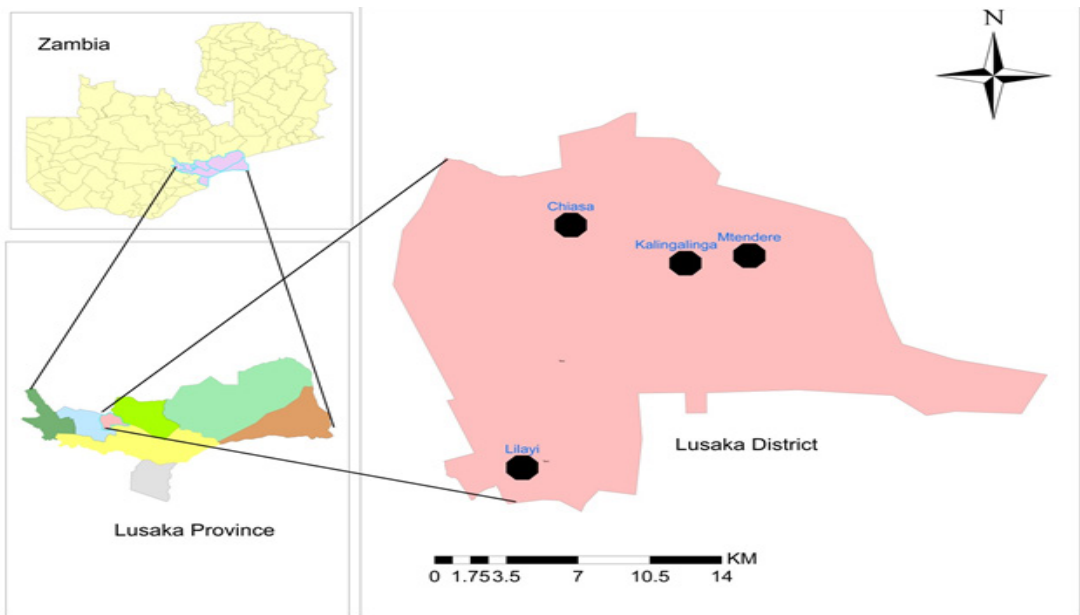 Zambia
N
Chiasa
Kalingalinga
Mtendere
Lilayi
Lusaka District
Lusaka Province
KM
0 1.75 3.5 7 10.5 14